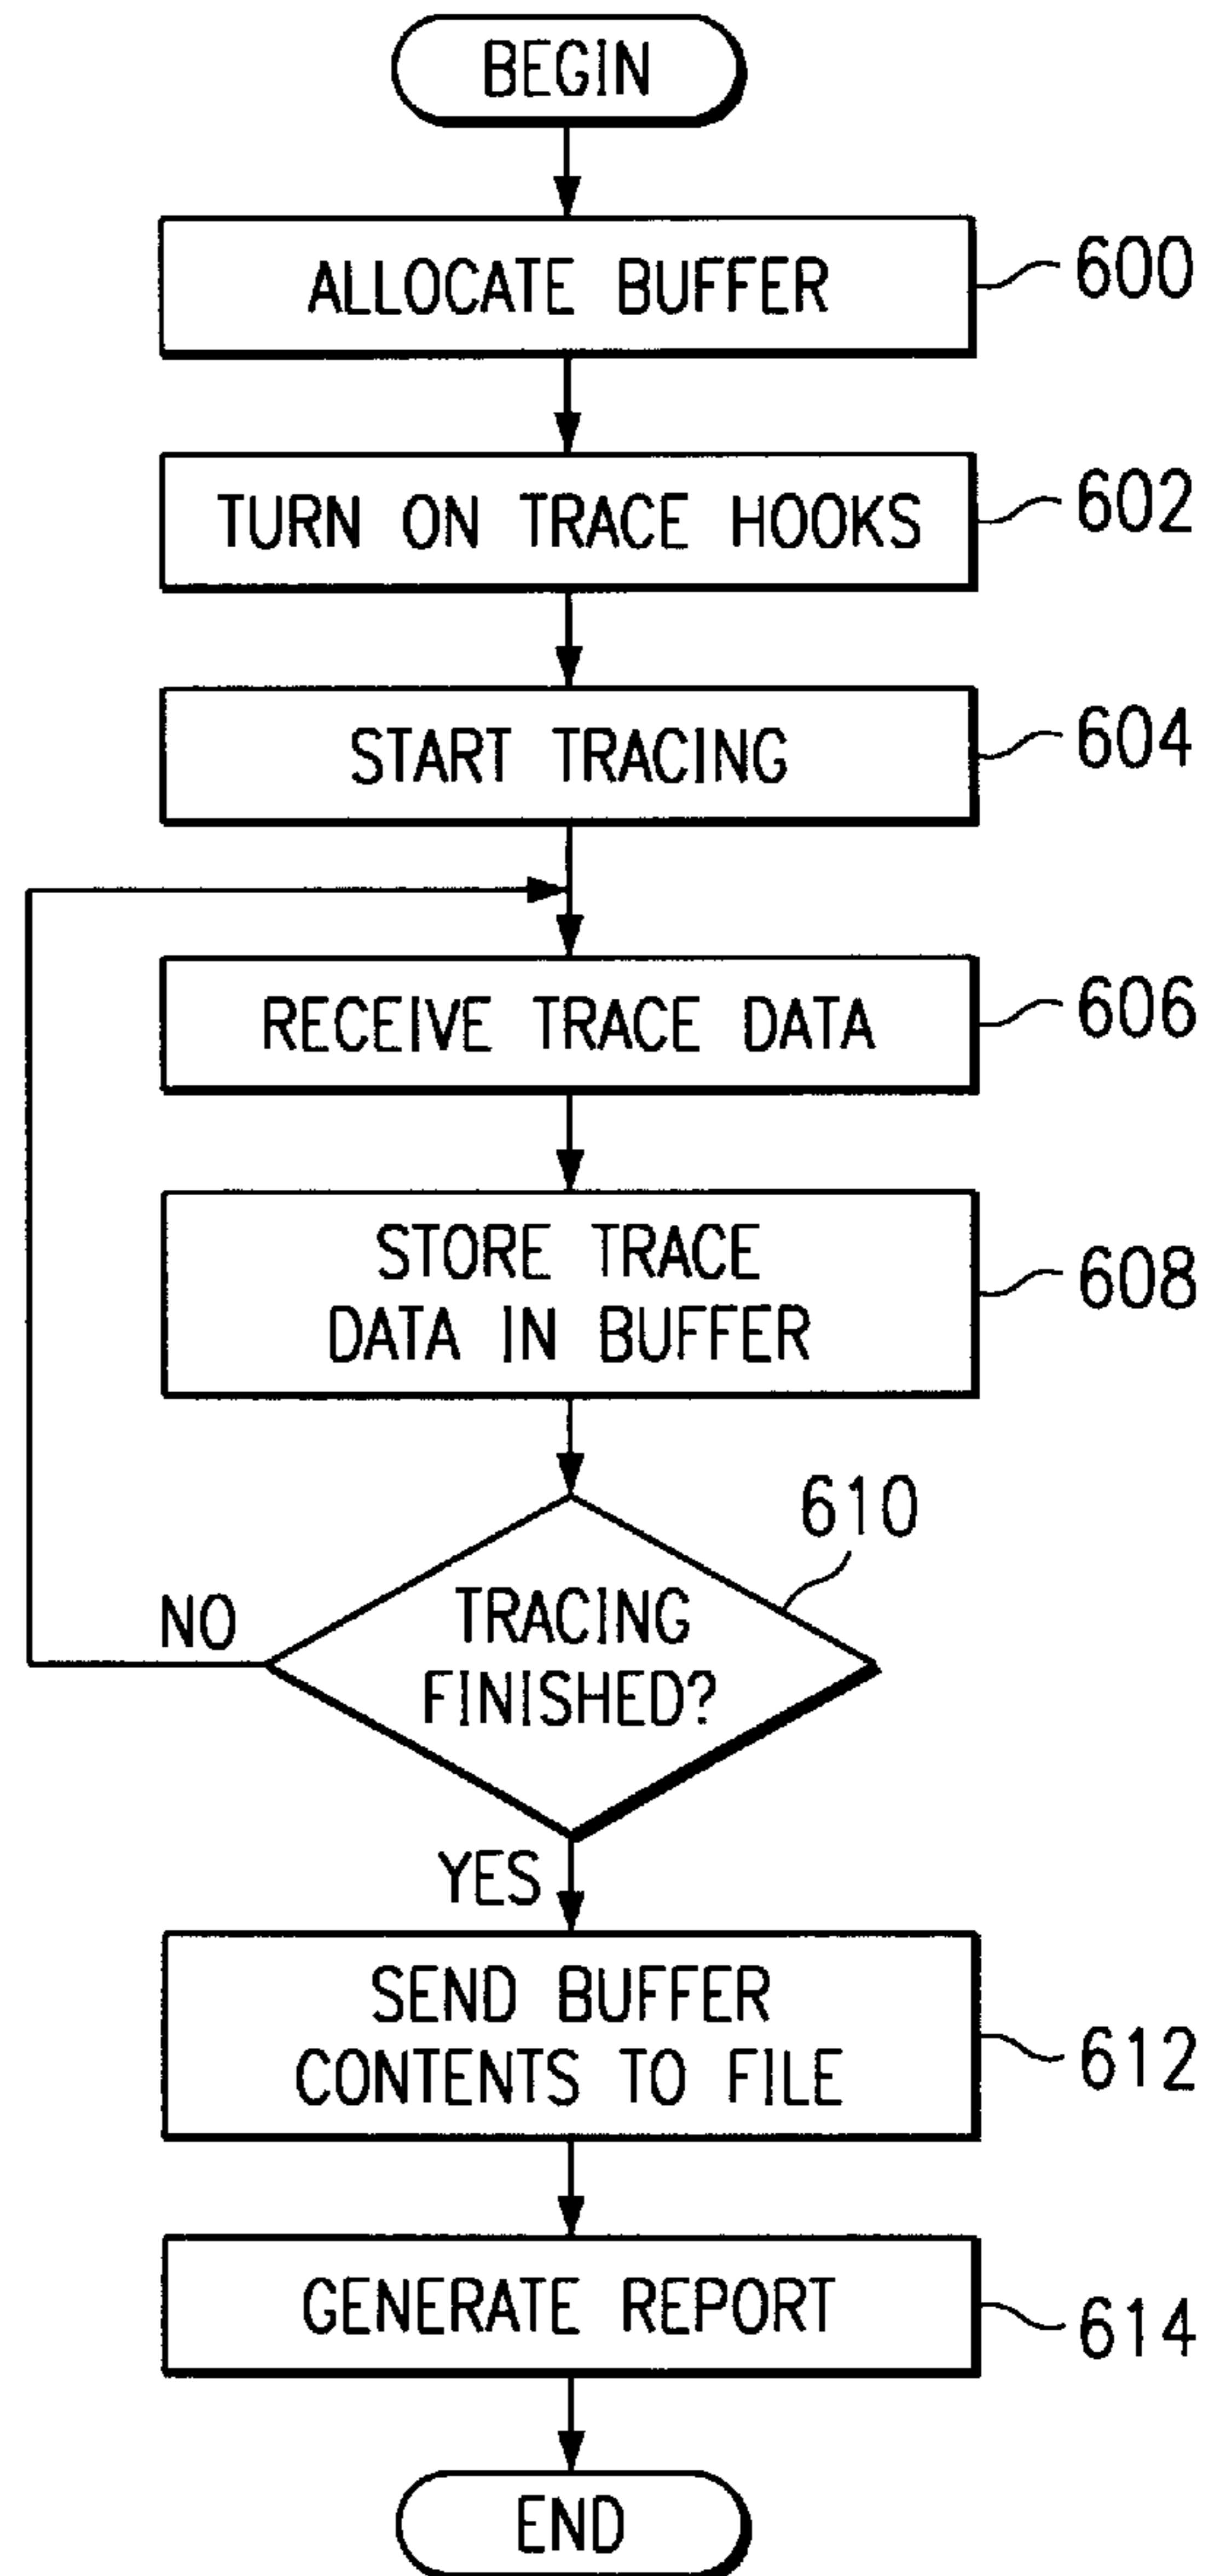 BEGIN
ALLOCATE BUFFER
600
TURN ON TRACE HOOKS
602
START TRACING
604
RECEIVE TRACE DATA
606
STORE TRACE
DATA IN BUFFER
608
610
TRACING
FINISHED?
NO
YES
SEND BUFFER
CONTENTS TO FILE
612
GENERATE REPORT
614
END